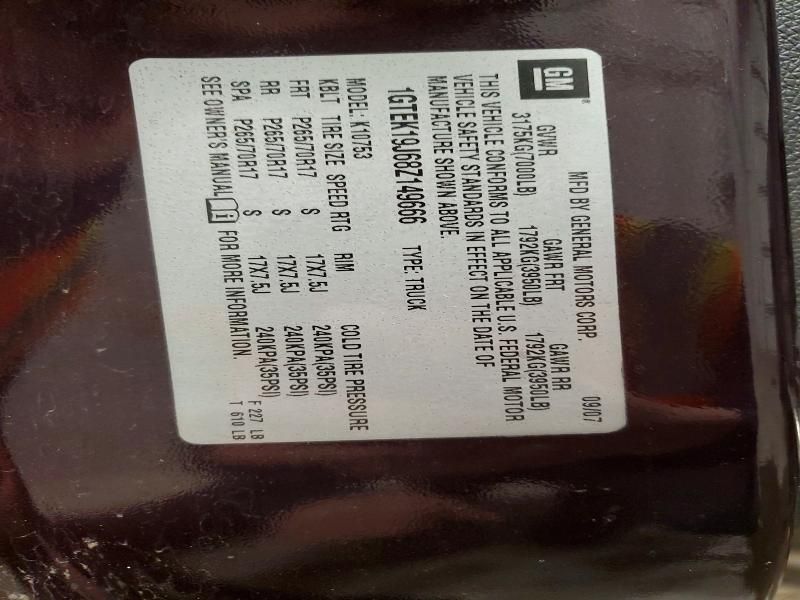 GM
MFD BY GENERAL MOTORS CORP. 09/07
GVWR GAWR FRT GAWR RR
3175KG(7000LB) 1792KG(3950LB) 1792KG(3950LB)
THIS VEHICLE CONFORMS TO ALL APPLICABLE U.S. FEDERAL MOTOR
VEHICLE SAFETY STANDARDS IN EFFECT ON THE DATE OF
MANUFACTURE SHOWN ABOVE.
1GTEK19J68Z149666 TYPE: TRUCK
MODEL: K10753
KBLT TIRE SIZE SPEED RTG RIM COLD TIRE PRESSURE
FRT P265/70R17 S 17X7.5J 240KPA(35PSI)
RR P265/70R17 S 17X7.5J 240KPA(35PSI)
SPA P265/70R17 S 17X7.5J 240KPA(35PSI)
SEE OWNER'S MANUAL FOR MORE INFORMATION.
F 227 LB
T 610 LB